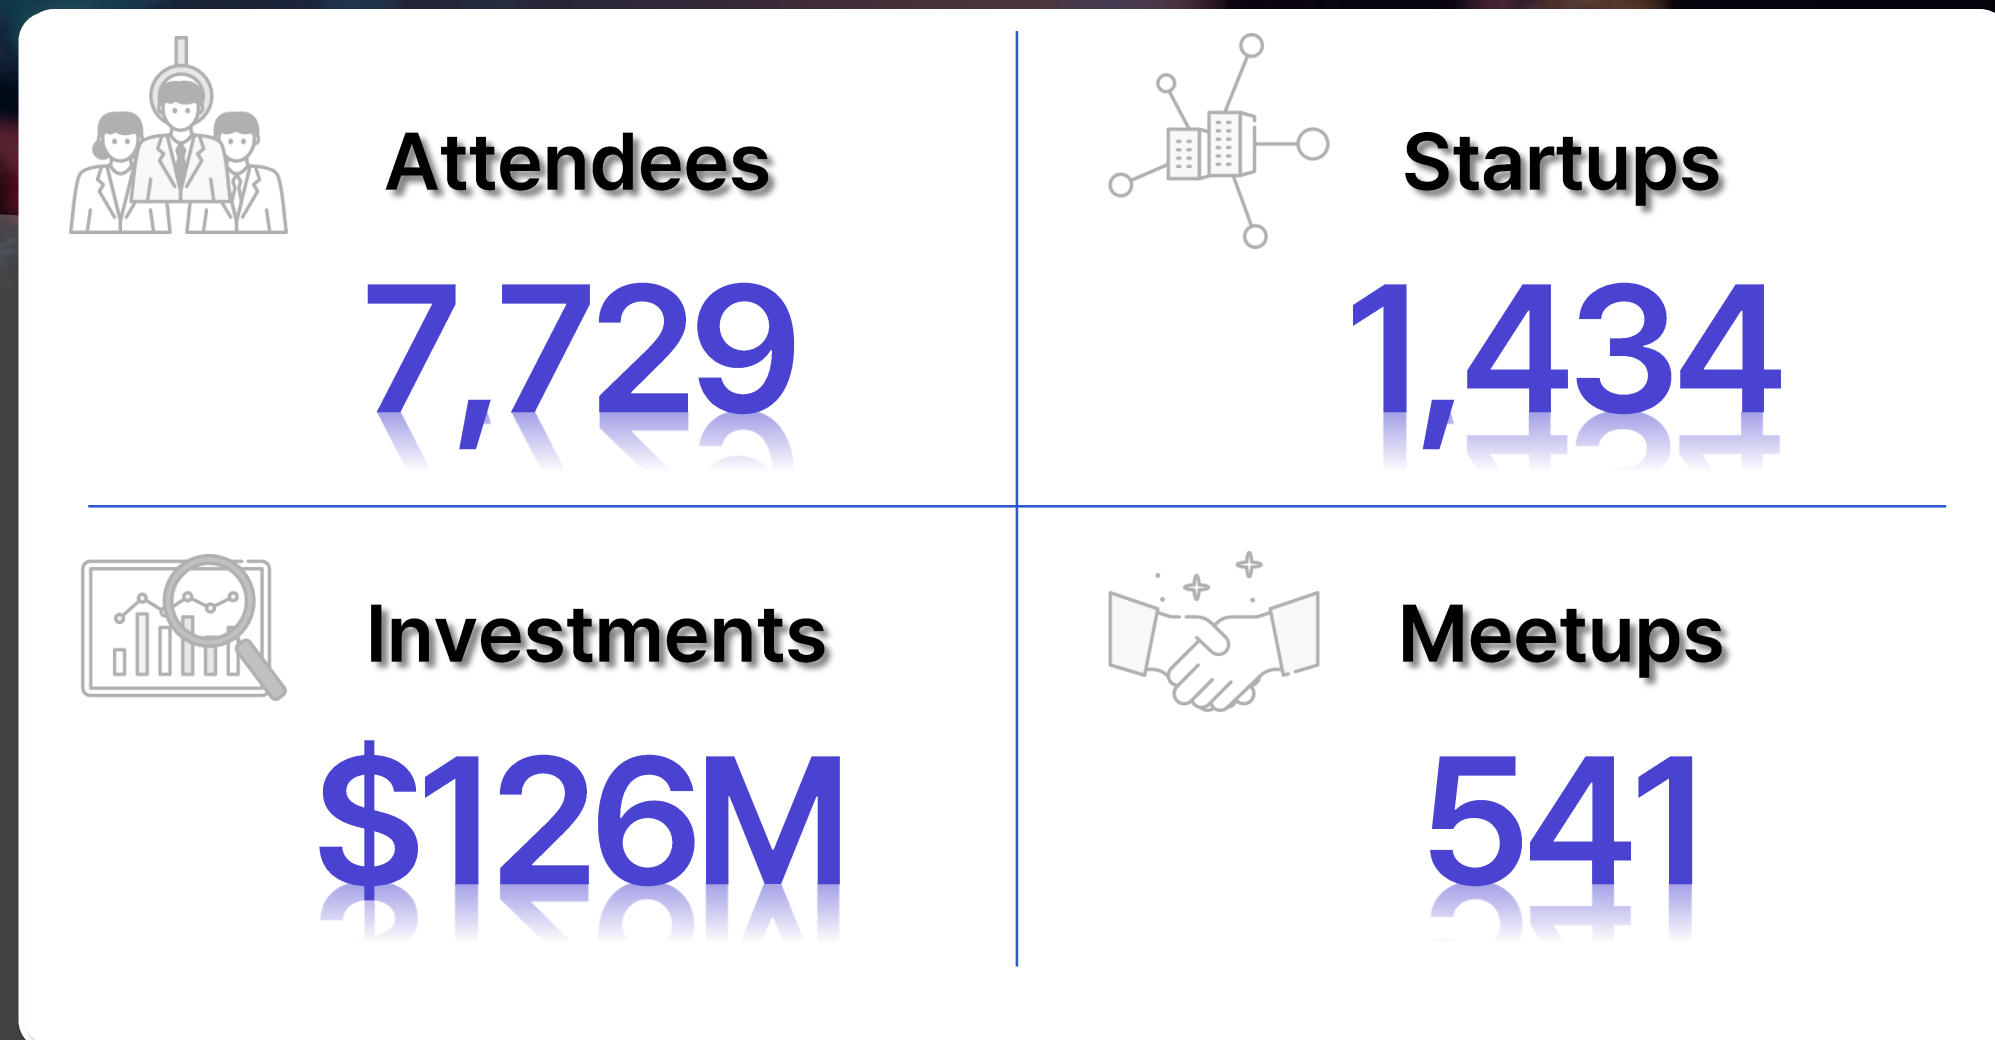 Attendees
7,729
Startups
1,434
Investments
$126M
Meetups
541